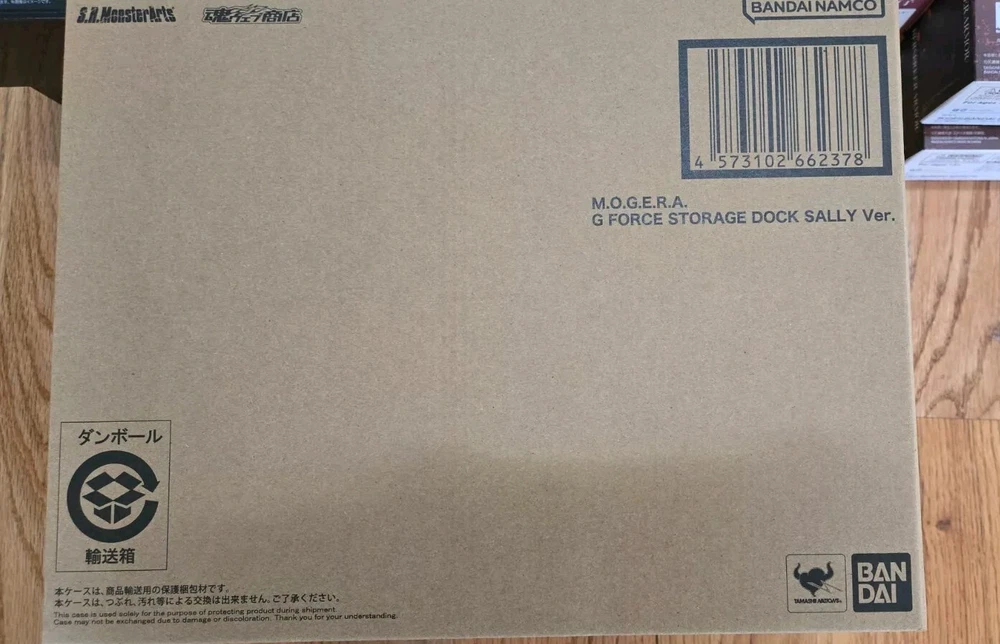 S.H.MonsterArts
魂ウェブ商店
BANDAI NAMCO
4 573102 662378
M.O.G.E.R.A.
G FORCE STORAGE DOCK SALLY Ver.
ダンボール
輸送箱
本ケースは、商品輸送用の保護梱包材です。
本ケースは、つぶれ、汚れ等による交換は出来ません。ご了承ください。
This case is used solely for the purpose of protecting product during shipment.
Case may not be exchanged due to damage or discoloration. Thank you for your understanding.
TAMASHII NATIONS
BAN
DAI